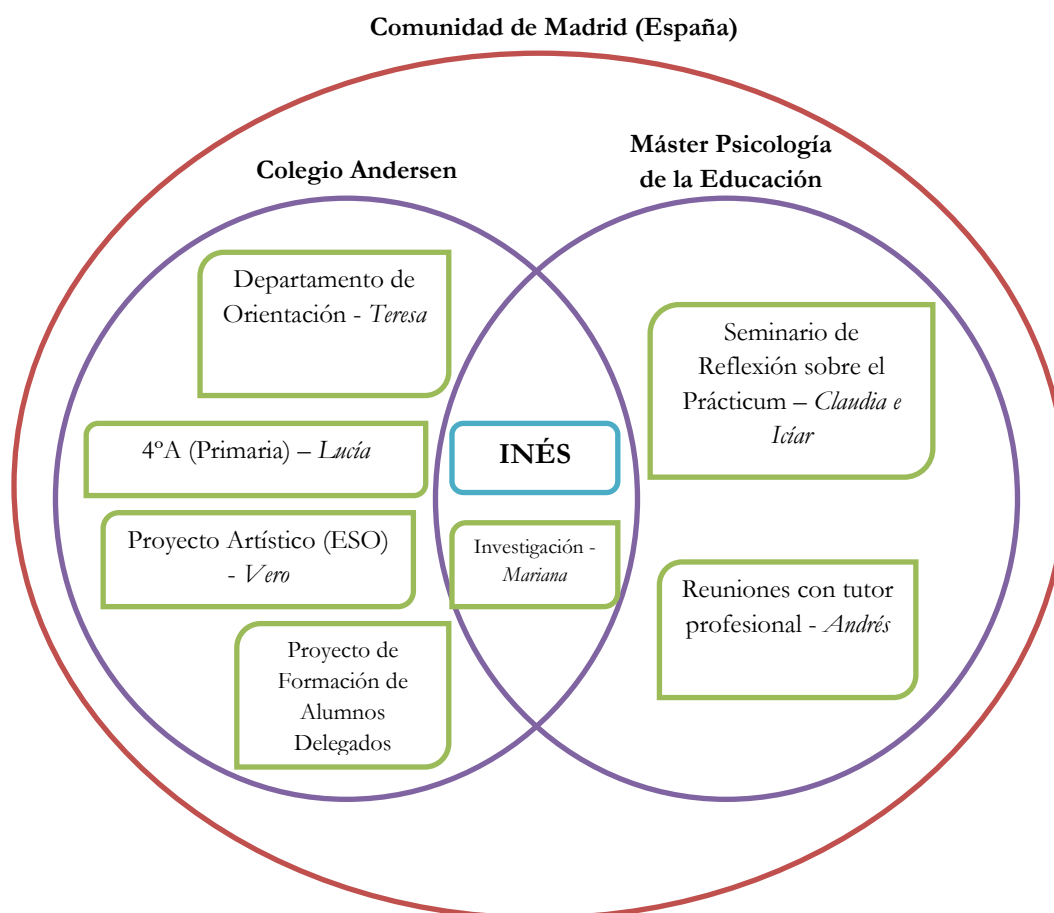 Comunidad de Madrid (España)
Colegio Andersen
Máster Psicología
de la Educación
Departamento de
Orientación - Teresa
4ºA (Primaria) – Lucía
Proyecto Artístico (ESO)
- Vero
Proyecto de
Formación de
Alumnos
Delegados
INÉS
Investigación -
Mariana
Seminario de
Reflexión sobre el
Prácticum – Claudia e
Icíar
Reuniones con tutor
profesional - Andrés